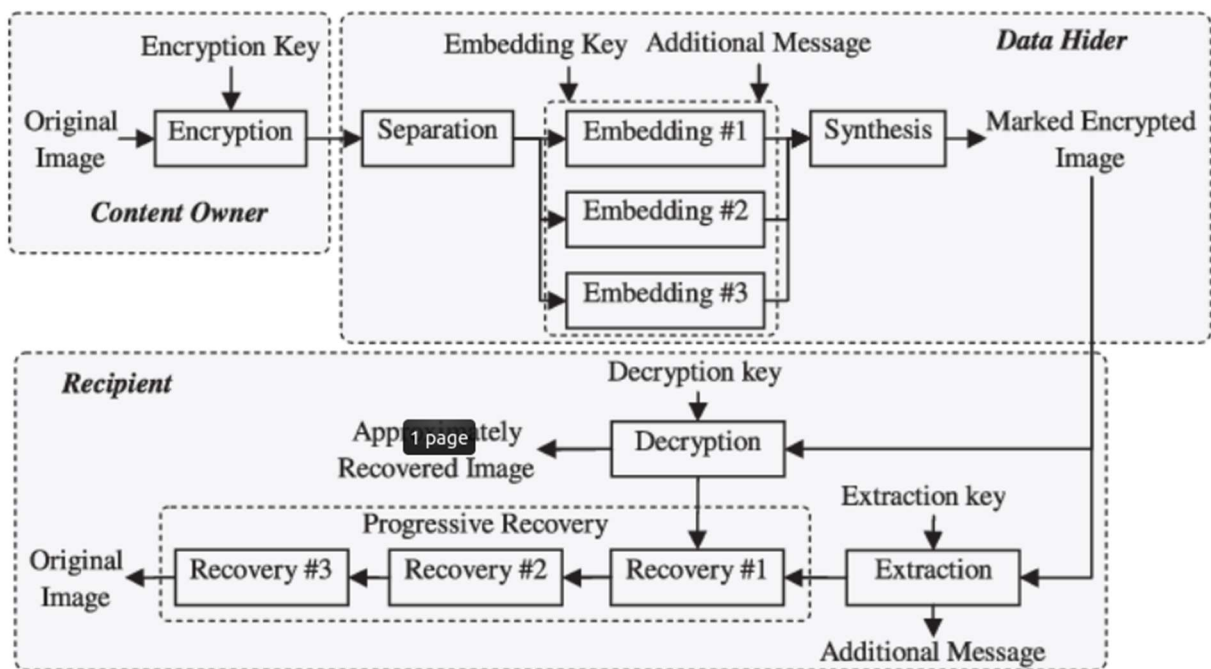 Encryption Key
Embedding Key
Additional Message
Data Hider
Original
Image
Encryption
Separation
Embedding #1
Synthesis
Marked Encrypted
Image
Content Owner
Embedding #2
Embedding #3
Recipient
Decryption key
1 page
Recovered Image
Decryption
Extraction key
Progressive Recovery
Original
Image
Recovery #3
Recovery #2
Recovery #1
Extraction
Additional Message